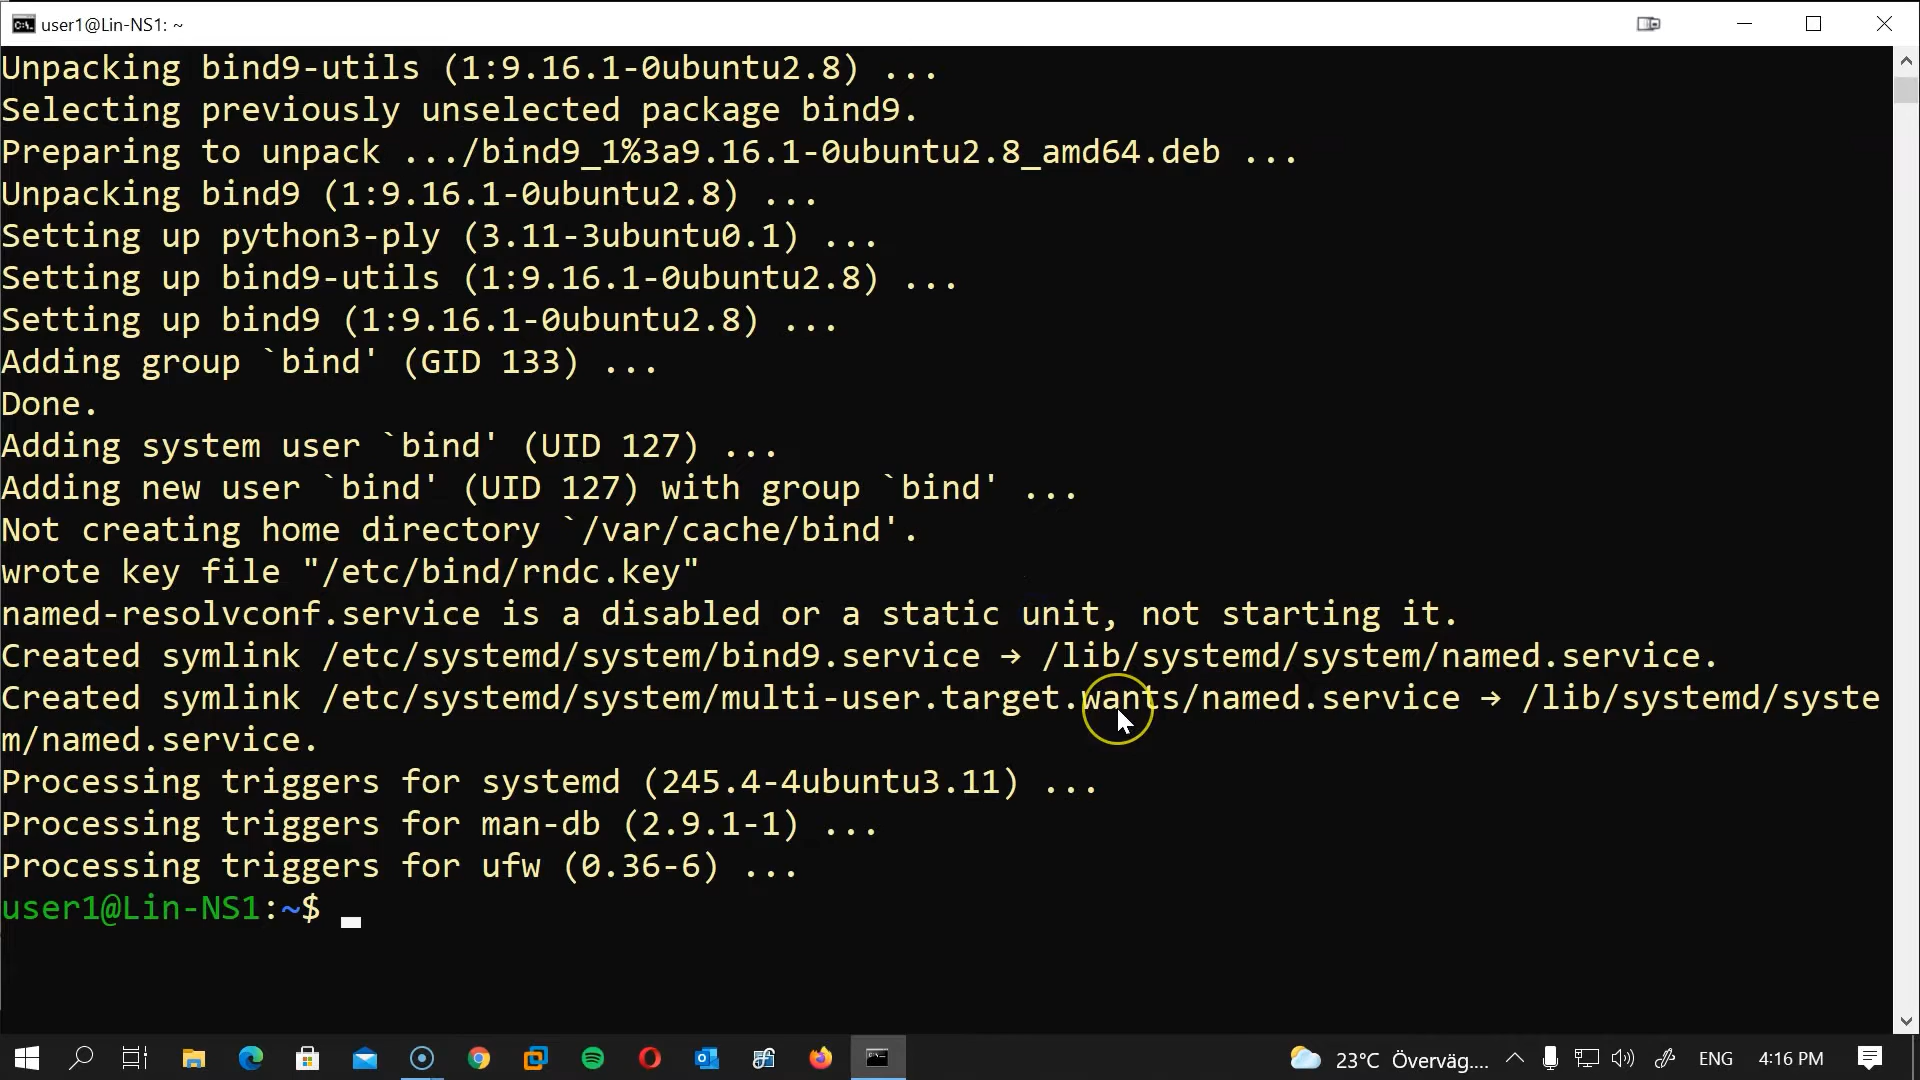 user1@Lin-NS1: ~
Unpacking bind9-utils (1:9.16.1-0ubuntu2.8) ...
Selecting previously unselected package bind9.
Preparing to unpack .../bind9_1%3a9.16.1-0ubuntu2.8_amd64.deb ...
Unpacking bind9 (1:9.16.1-0ubuntu2.8) ...
Setting up python3-ply (3.11-3ubuntu0.1) ...
Setting up bind9-utils (1:9.16.1-0ubuntu2.8) ...
Setting up bind9 (1:9.16.1-0ubuntu2.8) ...
Adding group `bind' (GID 133) ...
Done.
Adding system user `bind' (UID 127) ...
Adding new user `bind' (UID 127) with group `bind' ...
Not creating home directory `/var/cache/bind'.
wrote key file "/etc/bind/rndc.key"
named-resolvconf.service is a disabled or a static unit, not starting it.
Created symlink /etc/systemd/system/bind9.service → /lib/systemd/system/named.service.
Created symlink /etc/systemd/system/multi-user.target.wants/named.service → /lib/systemd/syste
m/named.service.
Processing triggers for systemd (245.4-4ubuntu3.11) ...
Processing triggers for man-db (2.9.1-1) ...
Processing triggers for ufw (0.36-6) ...
user1@Lin-NS1:~$
23°C Överväg.... ENG 4:16 PM